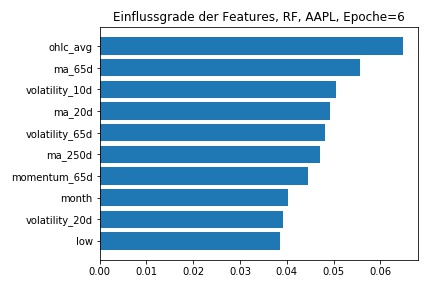 Einflussgrade der Features, RF, AAPL, Epoche=6
ohlc_avg
ma_65d
volatility_10d
ma_20d
volatility_65d
ma_250d
momentum_65d
month
volatility_20d
low
0.00 0.01 0.02 0.03 0.04 0.05 0.06